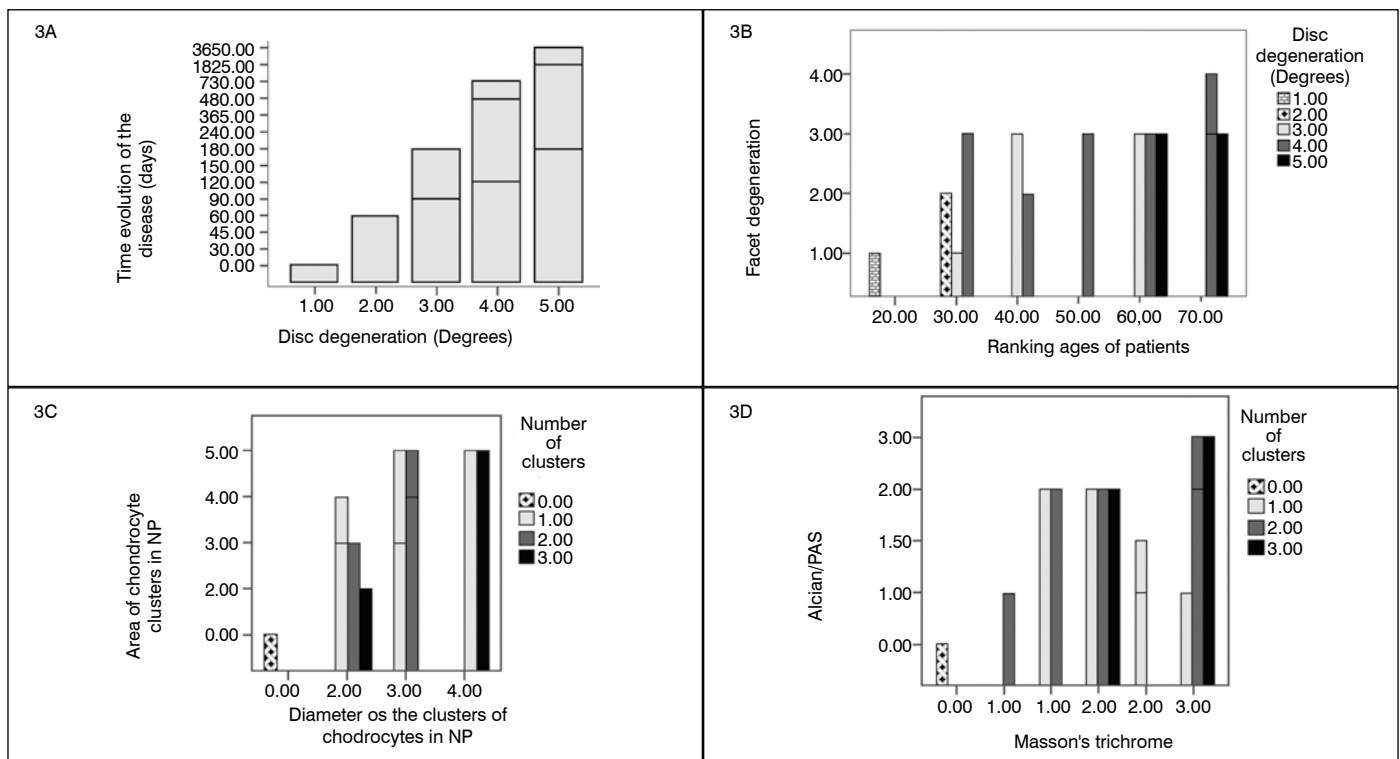 3A
3650.00
1825.00
730.00
480.00
365.00
240.00
180.00
150.00
120.00
90.00
60.00
45.00
30.00
0.00
Time evolution of the
disease (days)
1.00 2.00 3.00 4.00 5.00
Disc degeneration (Degrees)
3B
4.00
3.00
2.00
1.00
Facet degeneration
20.00 30.00 40.00 50.00 60,00 70.00
Ranking ages of patients
Disc
degeneration
(Degrees)
1.00
2.00
3.00
4.00
5.00
3C
5.00
4.00
3.00
2.00
0.00
Area of chondrocyte
clusters in NP
0.00 2.00 3.00 4.00
Diameter os the clusters of
chodrocytes in NP
Number
of
clusters
0.00
1.00
2.00
3.00
3D
3.00
2.00
1.50
1.00
0.00
Alcian/PAS
0.00 1.00 1.00 2.00 2.00 3.00
Masson's trichrome
Number
of
clusters
0.00
1.00
2.00
3.00